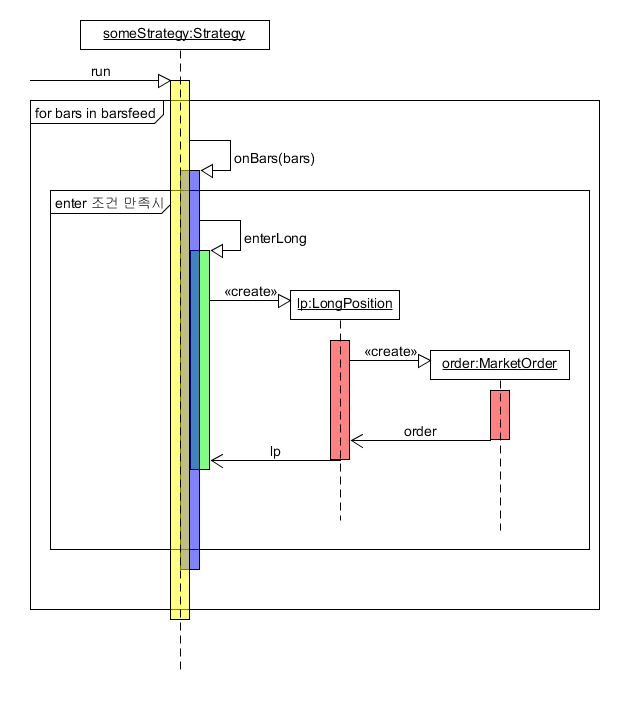 someStrategy:Strategy
run
for bars in barsfeed
onBars(bars)
enter 조건 만족시
enterLong
«create»
lp:LongPosition
«create»
order:MarketOrder
order
lp